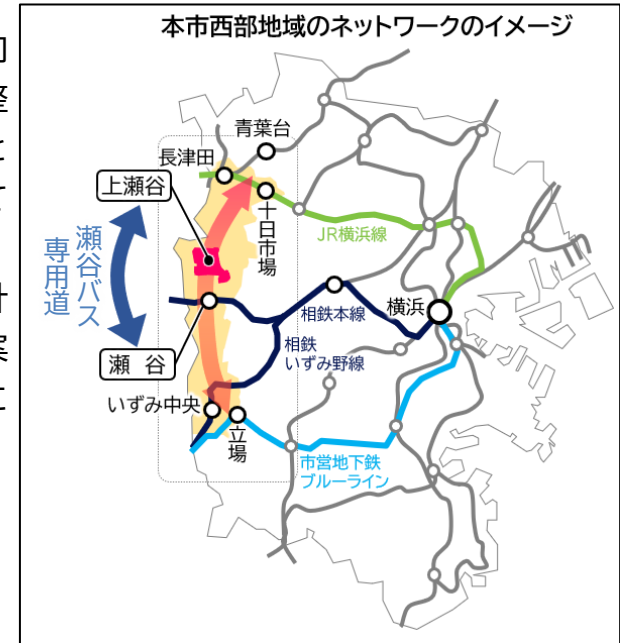 本市西部地域のネットワークのイメージ
青葉台
長津田
上瀬谷
十日市場
JR横浜線
瀬谷バス
専用道
横浜
相鉄本線
相鉄
いずみ野線
瀬 谷
いずみ中央
立場
市営地下鉄
ブルーライン